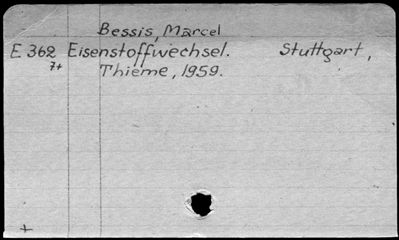 Bessis, Marcel
E 362 Eisenstoffwechsel. Stuttgart,
7+ Thieme, 1959.
+